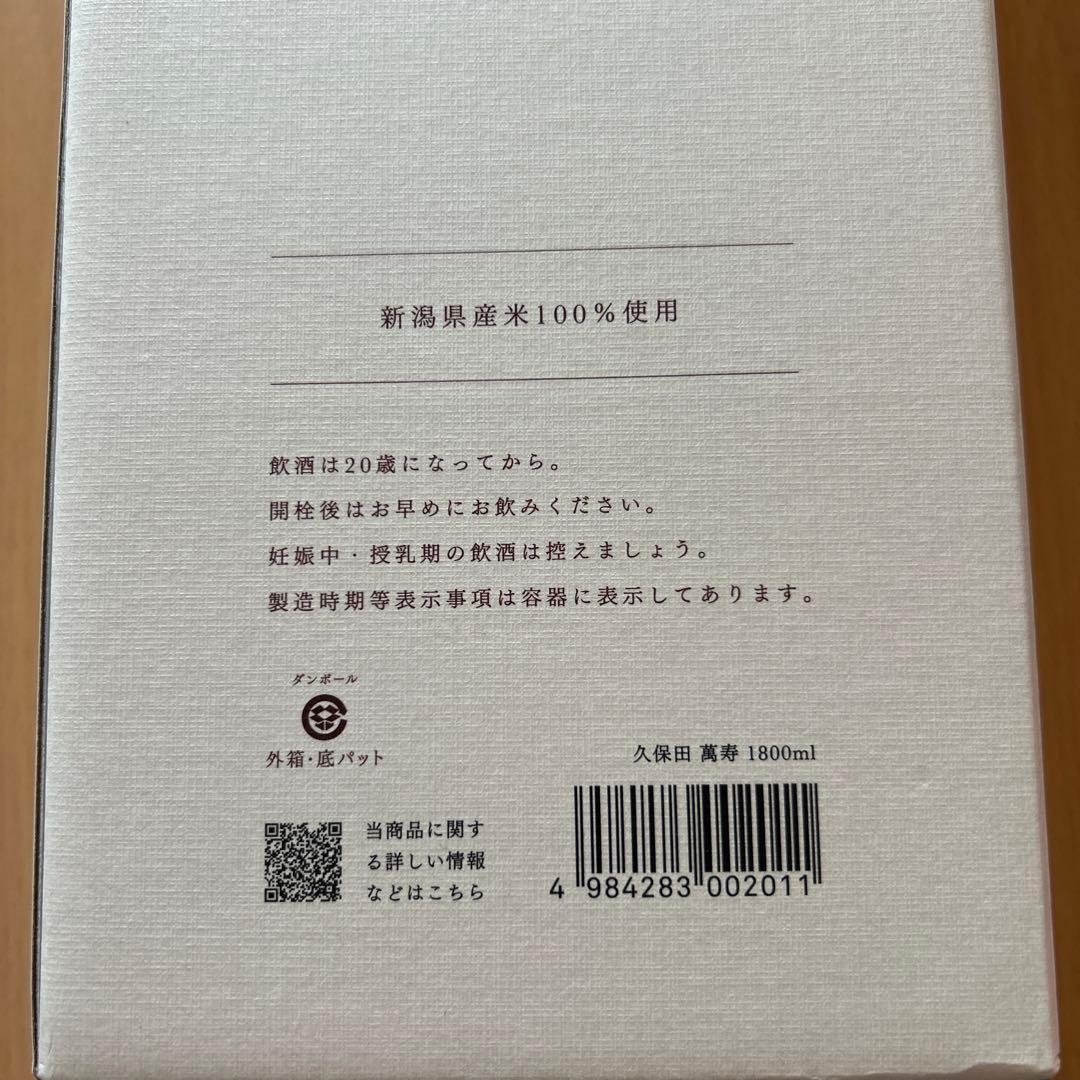 新潟県産米100%使用
飲酒は20歳になってから。
開栓後はお早めにお飲みください。
妊娠中・授乳期の飲酒は控えましょう。
製造時期等表示事項は容器に表示してあります。
ダンボール
外箱・底パット
久保田 萬寿 1800ml
当商品に関す
る詳しい情報
などはこちら
4 984283 002011